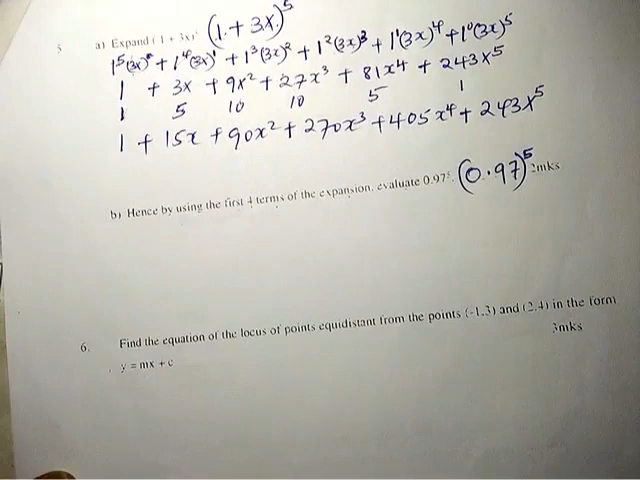 5 a) Expand (1 + 3x)⁵ (1 + 3x)⁵
1⁵(3x)⁰ + 1⁴(3x)¹ + 1³(3x)² + 1²(3x)³ + 1¹(3x)⁴ + 1⁰(3x)⁵
1 + 3x + 9x² + 27x³ + 81x⁴ + 243x⁵
1 5 10 10 5 1
1 + 15x + 90x² + 270x³ + 405x⁴ + 243x⁵
b) Hence by using the first 4 terms of the expansion, evaluate 0.97⁵. (0.97)⁵ 2mks
6. Find the equation of the locus of points equidistant from the points (-1,3) and (2,4) in the form
y = mx + c 3mks